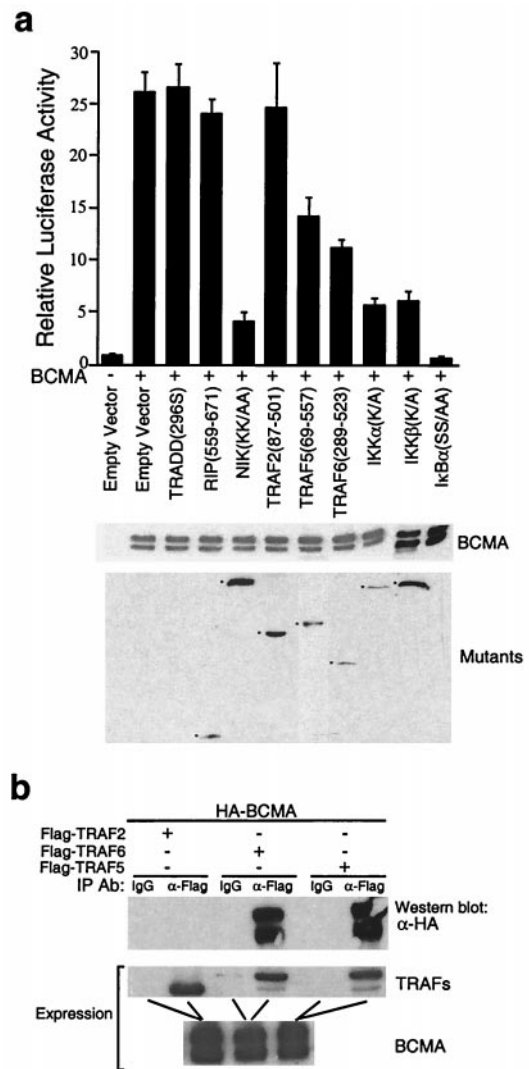 a
Relative Luciferase Activity
30
25
20
15
10
5
0
BCMA - + + + + + + + + + +
Empty Vector
Empty Vector
TRADD(296S)
RIP(559-671)
NIK(KK/AA)
TRAF2(87-501)
TRAF5(69-557)
TRAF6(289-523)
IKKα(K/A)
IKKβ(K/A)
IκBα(SS/AA)
BCMA
Mutants
b
HA-BCMA
Flag-TRAF2 + - -
Flag-TRAF6 - + -
Flag-TRAF5 - - +
IP Ab: IgG α-Flag IgG α-Flag IgG α-Flag
Western blot:
α-HA
TRAFs
Expression
BCMA